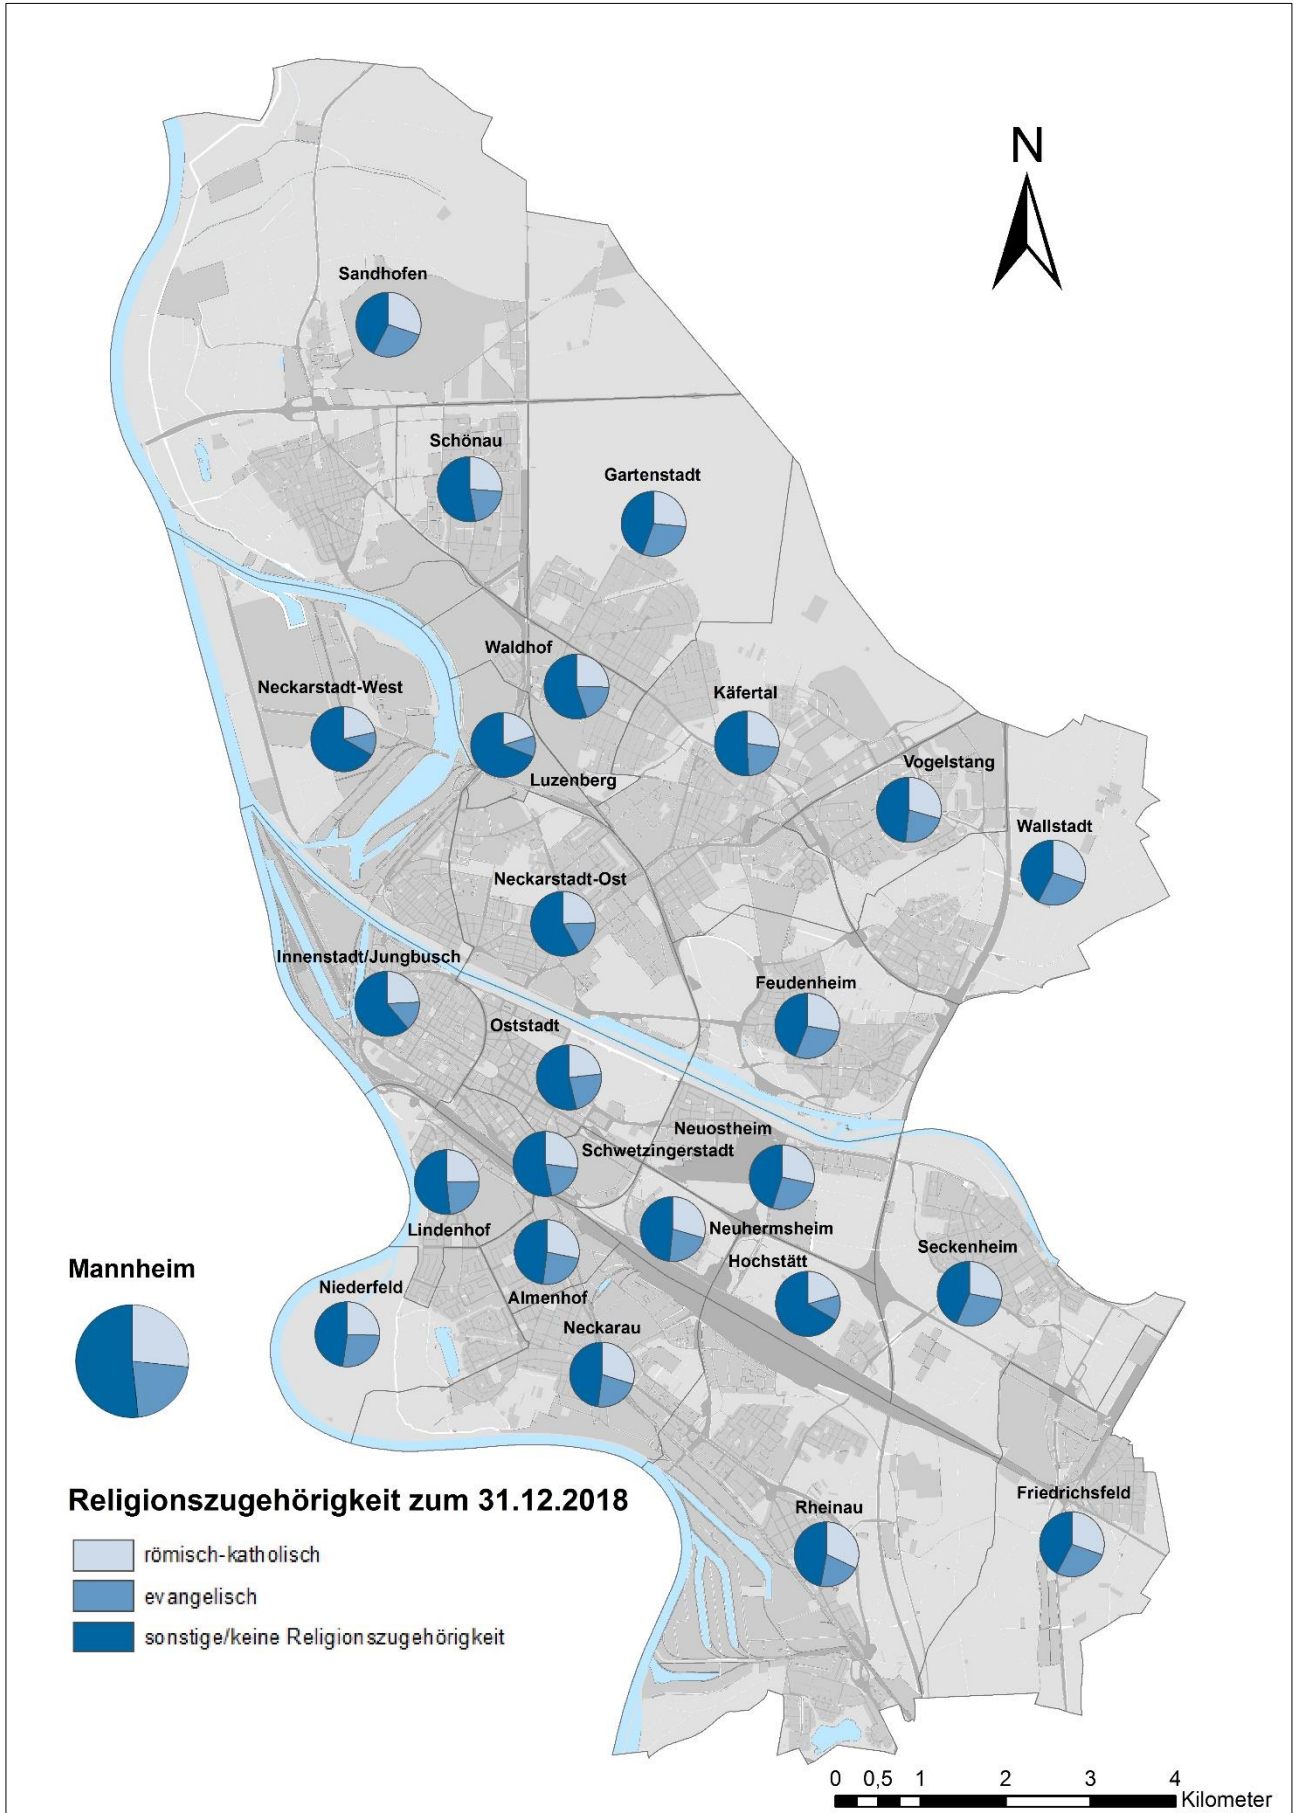 N
Sandhofen
Schönau
Gartenstadt
Waldhof
Neckarstadt-West
Käfertal
Luzenberg
Vogelstang
Wallstadt
Neckarstadt-Ost
Innenstadt/Jungbusch
Feudenheim
Oststadt
Neuostheim
Schwetzingerstadt
Lindenhof
Neuhermsheim
Seckenheim
Hochstätt
Mannheim
Niederfeld
Almenhof
Neckarau
Religionszugehörigkeit zum 31.12.2018
Friedrichsfeld
Rheinau
römisch-katholisch
evangelisch
sonstige/keine Religionszugehörigkeit
0 0,5 1 2 3 4
Kilometer